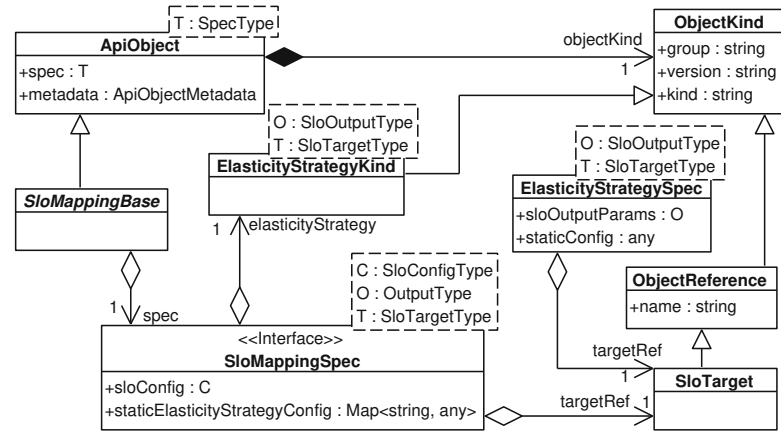 T : SpecType
ApiObject
+spec : T
+metadata : ApiObjectMetadata
objectKind
1
ObjectKind
+group : string
+version : string
+kind : string
O : SloOutputType
T : SloTargetType
ElasticityStrategyKind
O : SloOutputType
T : SloTargetType
ElasticityStrategySpec
+sloOutputParams : O
+staticConfig : any
SloMappingBase
1
elasticityStrategy
C : SloConfigType
O : OutputType
T : SloTargetType
ObjectReference
+name : string
1
spec
<<Interface>>
SloMappingSpec
+sloConfig : C
+staticElasticityStrategyConfig : Map<string, any>
targetRef
1
targetRef
1
SloTarget